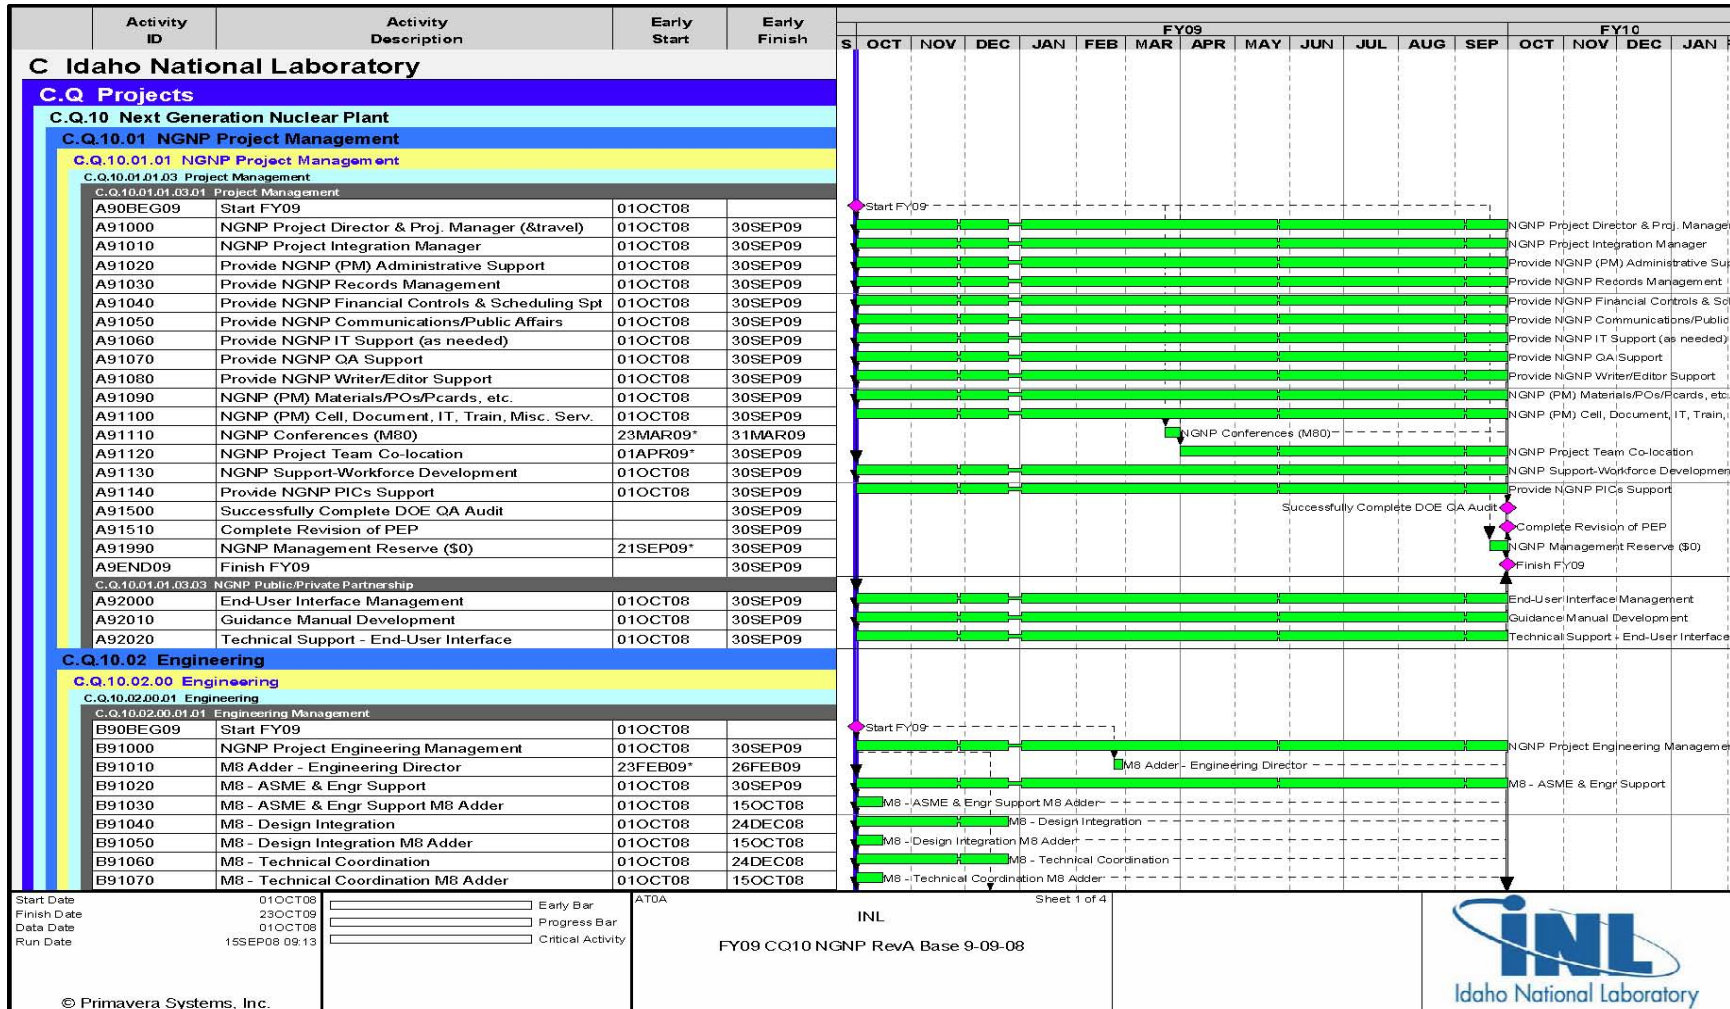 Activity ID Activity Description Early Start Early Finish
FY09 FY10
S OCT NOV DEC JAN FEB MAR APR MAY JUN JUL AUG SEP OCT NOV DEC JAN
C Idaho National Laboratory
C.Q Projects
C.Q.10 Next Generation Nuclear Plant
C.Q.10.01 NGNP Project Management
C.Q.10.01.01 NGNP Project Management
C.Q.10.01.01.03 Project Management
C.Q.10.01.01.03.01 Project Management
A90BEG09 Start FY09 01OCT08 Start FY09
A91000 NGNP Project Director & Proj. Manager (&travel) 01OCT08 30SEP09 NGNP Project Director & Proj. Manage
A91010 NGNP Project Integration Manager 01OCT08 30SEP09 NGNP Project Integration Manager
A91020 Provide NGNP (PM) Administrative Support 01OCT08 30SEP09 Provide NGNP (PM) Administrative Sup
A91030 Provide NGNP Records Management 01OCT08 30SEP09 Provide NGNP Records Management
A91040 Provide NGNP Financial Controls & Scheduling Spt 01OCT08 30SEP09 Provide NGNP Financial Controls & Sc
A91050 Provide NGNP Communications/Public Affairs 01OCT08 30SEP09 Provide NGNP Communications/Public
A91060 Provide NGNP IT Support (as needed) 01OCT08 30SEP09 Provide NGNP IT Support (as needed)
A91070 Provide NGNP QA Support 01OCT08 30SEP09 Provide NGNP QA Support
A91080 Provide NGNP Writer/Editor Support 01OCT08 30SEP09 Provide NGNP Writer/Editor Support
A91090 NGNP (PM) Materials/POs/Pcards, etc. 01OCT08 30SEP09 NGNP (PM) Materials/POs/Pcards, etc.
A91100 NGNP (PM) Cell, Document, IT, Train, Misc. Serv. 01OCT08 30SEP09 NGNP (PM) Cell, Document, IT, Train,
A91110 NGNP Conferences (M80) 23MAR09* 31MAR09 NGNP Conferences (M80)
A91120 NGNP Project Team Co-location 01APR09* 30SEP09 NGNP Project Team Co-location
A91130 NGNP Support-Workforce Development 01OCT08 30SEP09 NGNP Support-Workforce Developmen
A91140 Provide NGNP PICs Support 01OCT08 30SEP09 Provide NGNP PICs Support
A91500 Successfully Complete DOE QA Audit 30SEP09 Successfully Complete DOE QA Audit
A91510 Complete Revision of PEP 30SEP09 Complete Revision of PEP
A91990 NGNP Management Reserve ($0) 21SEP09* 30SEP09 NGNP Management Reserve ($0)
A9END09 Finish FY09 30SEP09 Finish FY09
C.Q.10.01.01.03.03 NGNP Public/Private Partnership
A92000 End-User Interface Management 01OCT08 30SEP09 End-User Interface Management
A92010 Guidance Manual Development 01OCT08 30SEP09 Guidance Manual Development
A92020 Technical Support - End-User Interface 01OCT08 30SEP09 Technical Support - End-User Interface
C.Q.10.02 Engineering
C.Q.10.02.00 Engineering
C.Q.10.02.00.01 Engineering
C.Q.10.02.00.01.01 Engineering Management
B90BEG09 Start FY09 01OCT08 Start FY09
B91000 NGNP Project Engineering Management 01OCT08 30SEP09 NGNP Project Engineering Manageme
B91010 M8 Adder - Engineering Director 23FEB09* 26FEB09 M8 Adder - Engineering Director
B91020 M8 - ASME & Engr Support 01OCT08 30SEP09 M8 - ASME & Engr Support
B91030 M8 - ASME & Engr Support M8 Adder 01OCT08 15OCT08 M8 - ASME & Engr Support M8 Adder
B91040 M8 - Design Integration 01OCT08 24DEC08 M8 - Design Integration
B91050 M8 - Design Integration M8 Adder 01OCT08 15OCT08 M8 - Design Integration M8 Adder
B91060 M8 - Technical Coordination 01OCT08 24DEC08 M8 - Technical Coordination
B91070 M8 - Technical Coordination M8 Adder 01OCT08 15OCT08 M8 - Technical Coordination M8 Adder
Start Date 01OCT08
Finish Date 23OCT09
Data Date 01OCT08
Run Date 15SEP08 09:13
© Primavera Systems, Inc.
Early Bar
Progress Bar
Critical Activity
AT0A Sheet 1 of 4
INL
FY09 CQ10 NGNP RevA Base 9-09-08
INL
Idaho National Laboratory